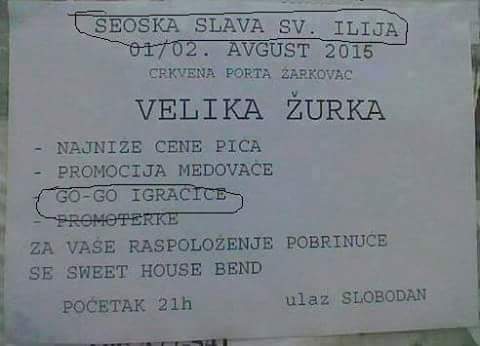 SEOSKA SLAVA SV. ILIJA
01/02. AVGUST 2015
CRKVENA PORTA ŽARKOVAC
VELIKA ŽURKA
- NAJNIŽE CENE PIĆA
- PROMOCIJA MEDOVAČE
- GO-GO IGRAČICE
- PROMOTERKE
ZA VAŠE RASPOLOŽENJE POBRINUĆE
SE SWEET HOUSE BEND
POČETAK 21h ulaz SLOBODAN